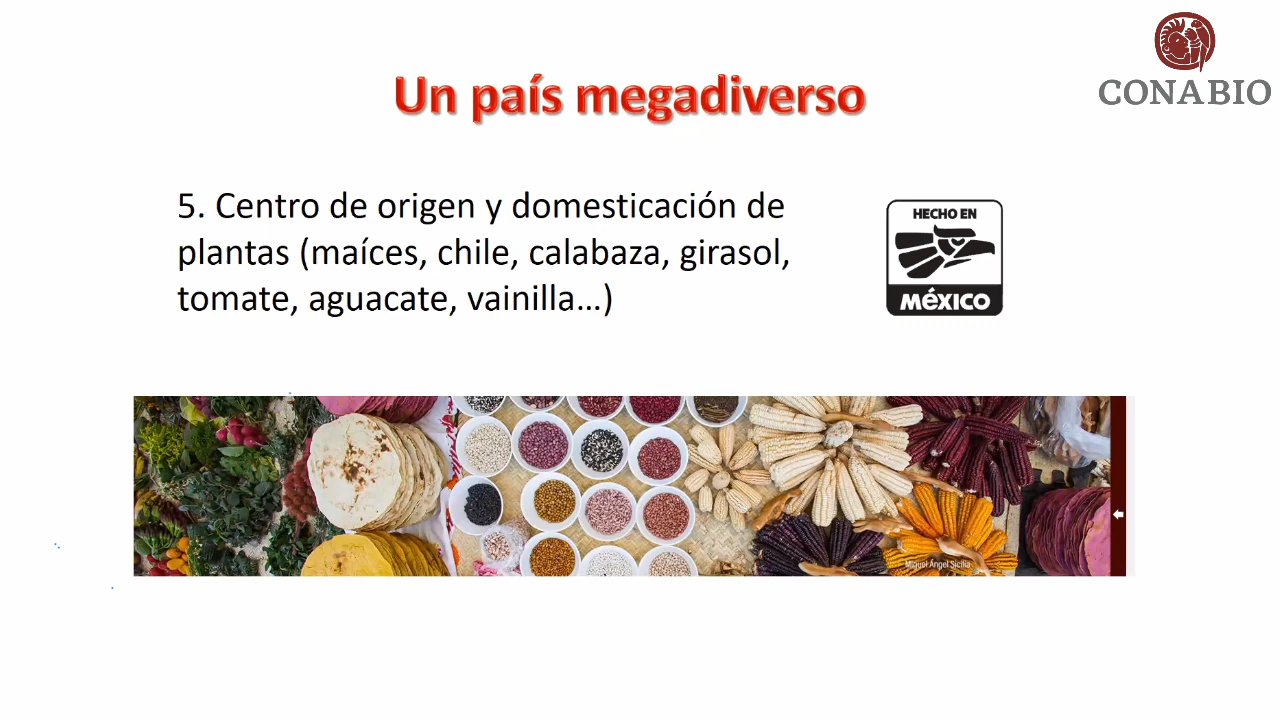 CONABIO
Un país megadiverso
5. Centro de origen y domesticación de
plantas (maíces, chile, calabaza, girasol,
tomate, aguacate, vainilla...)
HECHO EN
MéXICO
Miguel Ángel Sicilia